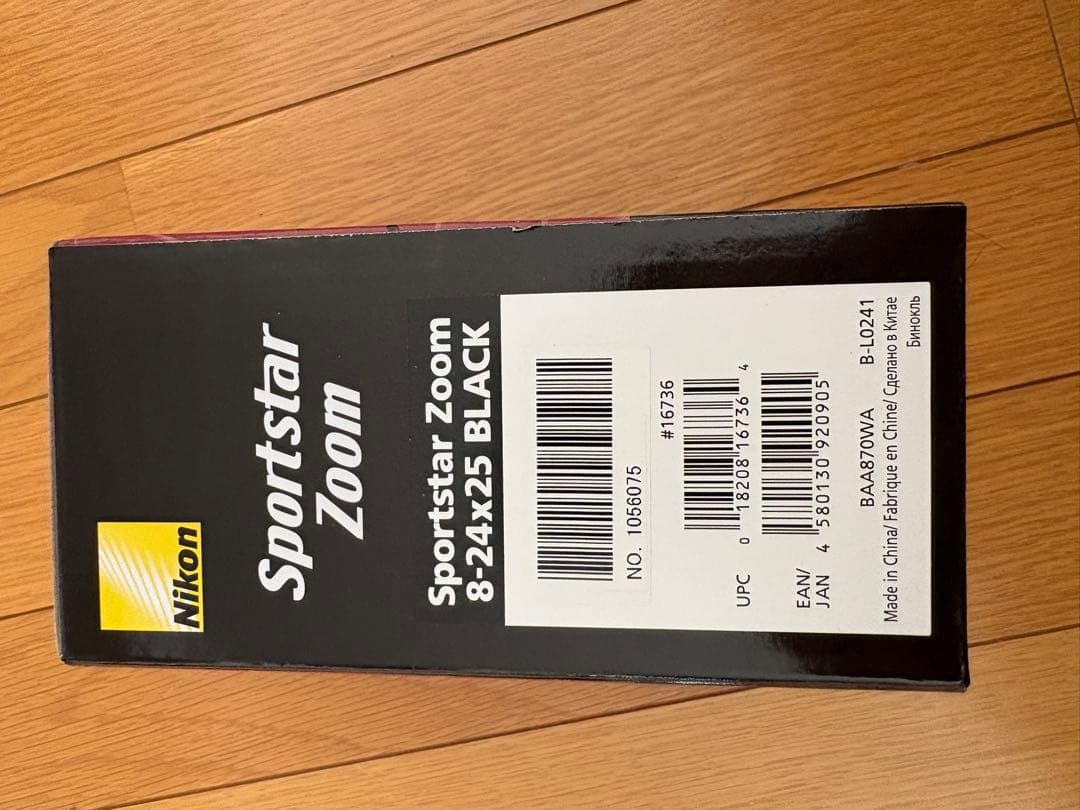 Nikon
Sportstar
Zoom
Sportstar Zoom
8-24x25 BLACK
NO. 1056075
#16736
UPC
0 18208 16736 4
EAN/
JAN
4 580130 920905
BAA870WA B-L0241
Made in China/ Fabrique en Chine/ Сделано в Китае
Бинокль